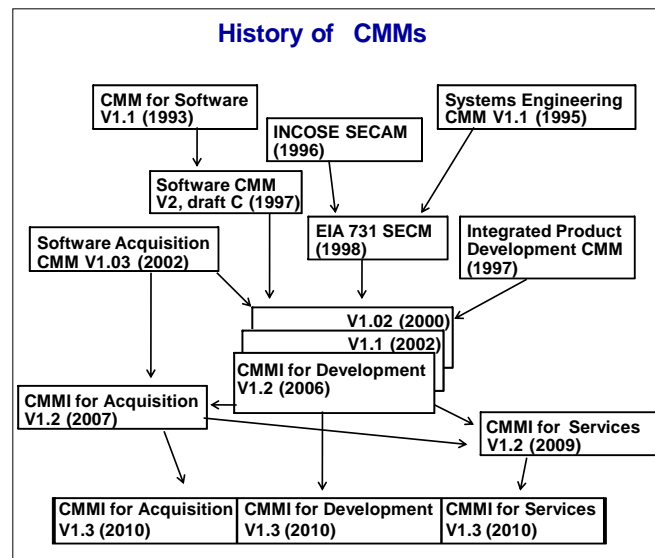 History of CMMs
CMM for Software
V1.1 (1993)
Systems Engineering
CMM V1.1 (1995)
INCOSE SECAM
(1996)
Software CMM
V2, draft C (1997)
EIA 731 SECM
(1998)
Integrated Product
Development CMM
(1997)
Software Acquisition
CMM V1.03 (2002)
V1.02 (2000)
V1.1 (2002)
CMMI for Development
V1.2 (2006)
CMMI for Acquisition
V1.2 (2007)
CMMI for Services
V1.2 (2009)
CMMI for Acquisition
V1.3 (2010)
CMMI for Development
V1.3 (2010)
CMMI for Services
V1.3 (2010)